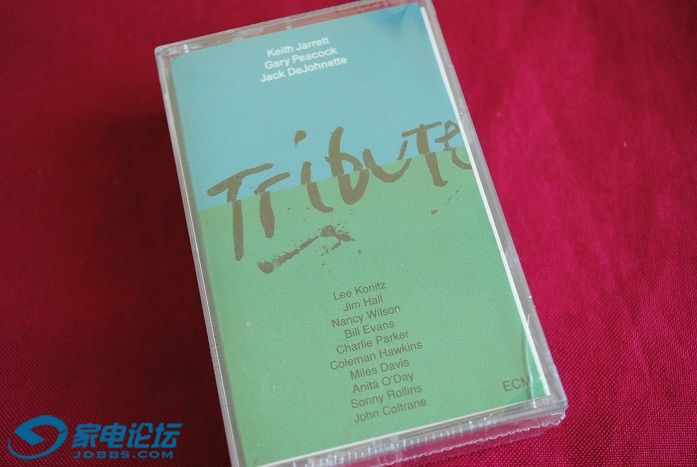 Keith Jarrett
Gary Peacock
Jack DeJohnette
Tribute
Lee Konitz
Jim Hall
Nancy Wilson
Bill Evans
Charlie Parker
Coleman Hawkins
Miles Davis
Anita O'Day
Sonny Rollins
John Coltrane
ECM
家电论坛
JDBBS.COM